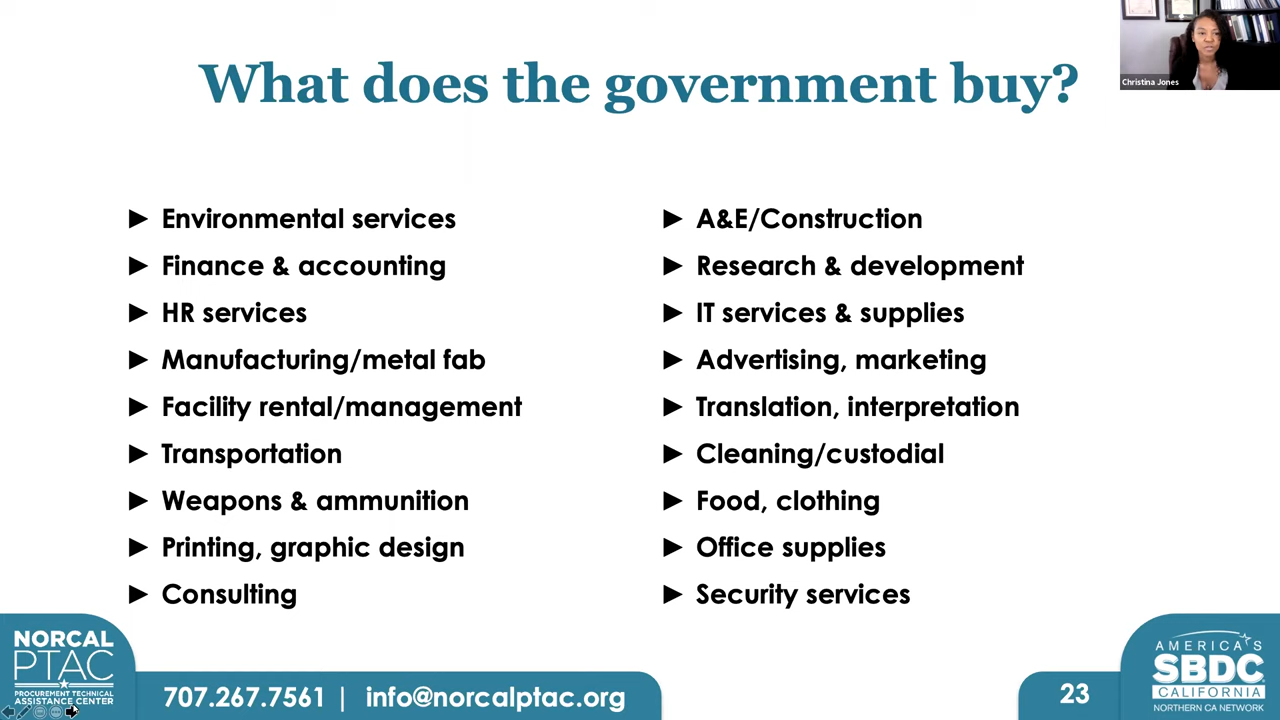 What does the government buy?
Christina Jones
► Environmental services
► Finance & accounting
► HR services
► Manufacturing/metal fab
► Facility rental/management
► Transportation
► Weapons & ammunition
► Printing, graphic design
► Consulting
► A&E/Construction
► Research & development
► IT services & supplies
► Advertising, marketing
► Translation, interpretation
► Cleaning/custodial
► Food, clothing
► Office supplies
► Security services
NORCAL
PTAC
PROCUREMENT TECHNICAL
ASSISTANCE CENTER
707.267.7561 | info@norcalptac.org
23
AMERICA'S
SBDC
CALIFORNIA
NORTHERN CA NETWORK